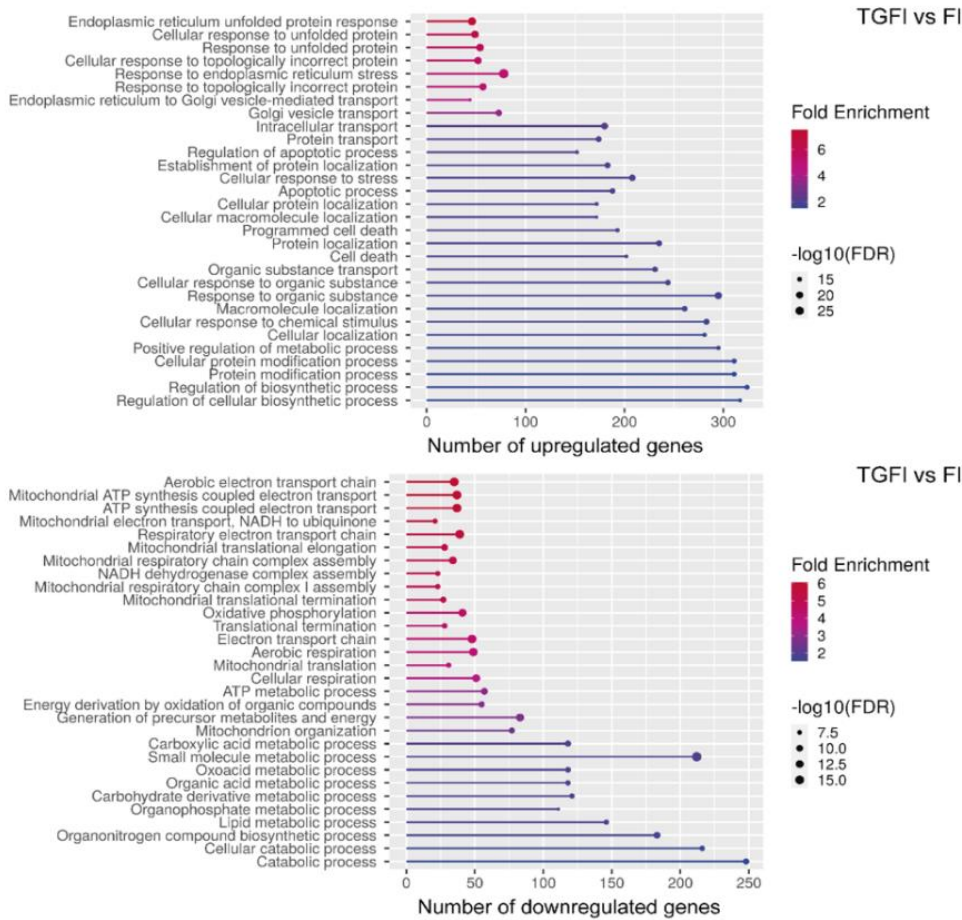 TGFI vs FI
Endoplasmic reticulum unfolded protein response
Cellular response to unfolded protein
Response to unfolded protein
Cellular response to topologically incorrect protein
Response to endoplasmic reticulum stress
Response to topologically incorrect protein
Endoplasmic reticulum to Golgi vesicle-mediated transport
Golgi vesicle transport
Intracellular transport
Protein transport
Regulation of apoptotic process
Establishment of protein localization
Cellular response to stress
Apoptotic process
Cellular protein localization
Cellular macromolecule localization
Programmed cell death
Protein localization
Cell death
Organic substance transport
Cellular response to organic substance
Response to organic substance
Macromolecule localization
Cellular response to chemical stimulus
Cellular localization
Positive regulation of metabolic process
Cellular protein modification process
Protein modification process
Regulation of biosynthetic process
Regulation of cellular biosynthetic process
0 100 200 300
Number of upregulated genes
Fold Enrichment
6
4
2
-log10(FDR)
15
20
25
TGFI vs FI
Aerobic electron transport chain
Mitochondrial ATP synthesis coupled electron transport
ATP synthesis coupled electron transport
Mitochondrial electron transport, NADH to ubiquinone
Respiratory electron transport chain
Mitochondrial translational elongation
Mitochondrial respiratory chain complex assembly
NADH dehydrogenase complex assembly
Mitochondrial respiratory chain complex I assembly
Mitochondrial translational termination
Oxidative phosphorylation
Translational termination
Electron transport chain
Aerobic respiration
Mitochondrial translation
Cellular respiration
ATP metabolic process
Energy derivation by oxidation of organic compounds
Generation of precursor metabolites and energy
Mitochondrion organization
Carboxylic acid metabolic process
Small molecule metabolic process
Oxoacid metabolic process
Organic acid metabolic process
Carbohydrate derivative metabolic process
Organophosphate metabolic process
Lipid metabolic process
Organonitrogen compound biosynthetic process
Cellular catabolic process
Catabolic process
0 50 100 150 200 250
Number of downregulated genes
Fold Enrichment
6
5
4
3
2
-log10(FDR)
7.5
10.0
12.5
15.0